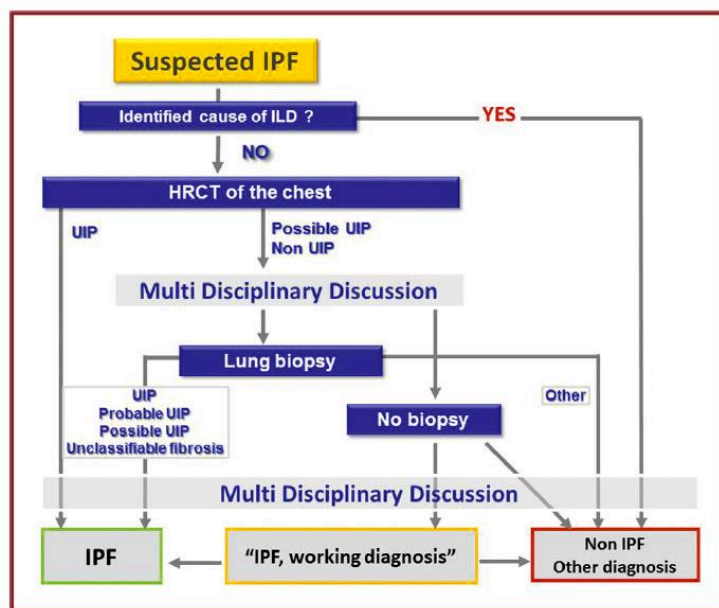 Suspected IPF
Identified cause of ILD ?
YES
NO
HRCT of the chest
UIP
Possible UIP
Non UIP
Multi Disciplinary Discussion
Lung biopsy
UIP
Probable UIP
Possible UIP
Unclassifiable fibrosis
Other
No biopsy
Multi Disciplinary Discussion
IPF
“IPF, working diagnosis”
Non IPF
Other diagnosis